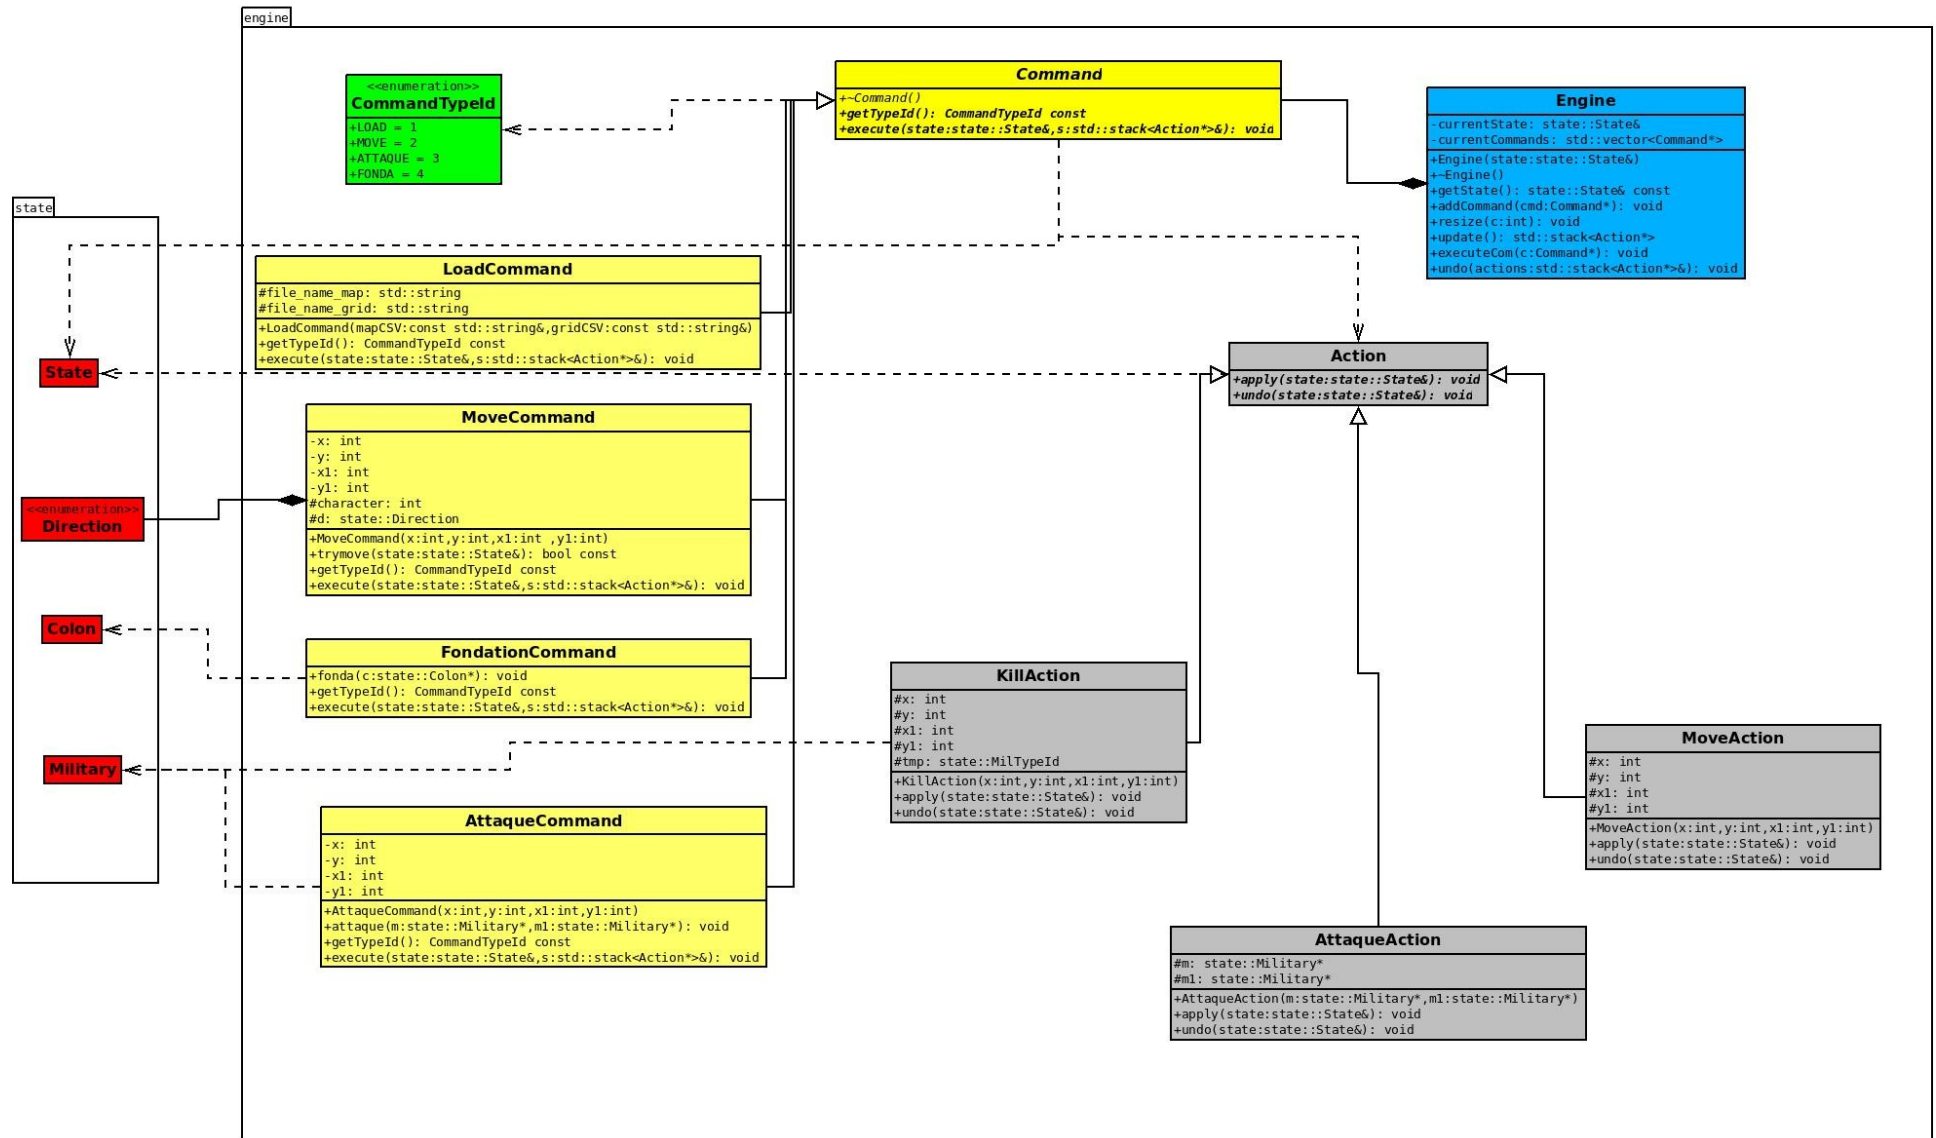 engine
<<enumeration>>
CommandTypeId
+LOAD = 1
+MOVE = 2
+ATTAQUE = 3
+FONDA = 4
Command
+~Command()
+getTypeId(): CommandTypeId const
+execute(state:state::State&,s:std::stack<Action*>&): void
Engine
-currentState: state::State&
-currentCommands: std::vector<Command*>
+Engine(state:state::State&)
+~Engine()
+getState(): state::State& const
+addCommand(cmd:Command*): void
+resize(c:int): void
+update(): std::stack<Action*>
+executeCom(c:Command*): void
+undo(actions:std::stack<Action*>&): void
state
State
<<enumeration>>
Direction
Colon
Military
LoadCommand
#file_name_map: std::string
#file_name_grid: std::string
+LoadCommand(mapCSV:const std::string&,gridCSV:const std::string&)
+getTypeId(): CommandTypeId const
+execute(state:state::State&,s:std::stack<Action*>&): void
Action
+apply(state:state::State&): void
+undo(state:state::State&): void
MoveCommand
-x: int
-y: int
-x1: int
-y1: int
#character: int
#d: state::Direction
+MoveCommand(x:int,y:int,x1:int ,y1:int)
+trymove(state:state::State&): bool const
+getTypeId(): CommandTypeId const
+execute(state:state::State&,s:std::stack<Action*>&): void
FondationCommand
+fonda(c:state::Colon*): void
+getTypeId(): CommandTypeId const
+execute(state:state::State&,s:std::stack<Action*>&): void
KillAction
#x: int
#y: int
#x1: int
#y1: int
#tmp: state::MilTypeId
+KillAction(x:int,y:int,x1:int,y1:int)
+apply(state:state::State&): void
+undo(state:state::State&): void
MoveAction
#x: int
#y: int
#x1: int
#y1: int
+MoveAction(x:int,y:int,x1:int,y1:int)
+apply(state:state::State&): void
+undo(state:state::State&): void
AttaqueCommand
-x: int
-y: int
-x1: int
-y1: int
+AttaqueCommand(x:int,y:int,x1:int,y1:int)
+attaque(m:state::Military*,m1:state::Military*): void
+getTypeId(): CommandTypeId const
+execute(state:state::State&,s:std::stack<Action*>&): void
AttaqueAction
#m: state::Military*
#m1: state::Military*
+AttaqueAction(m:state::Military*,m1:state::Military*)
+apply(state:state::State&): void
+undo(state:state::State&): void